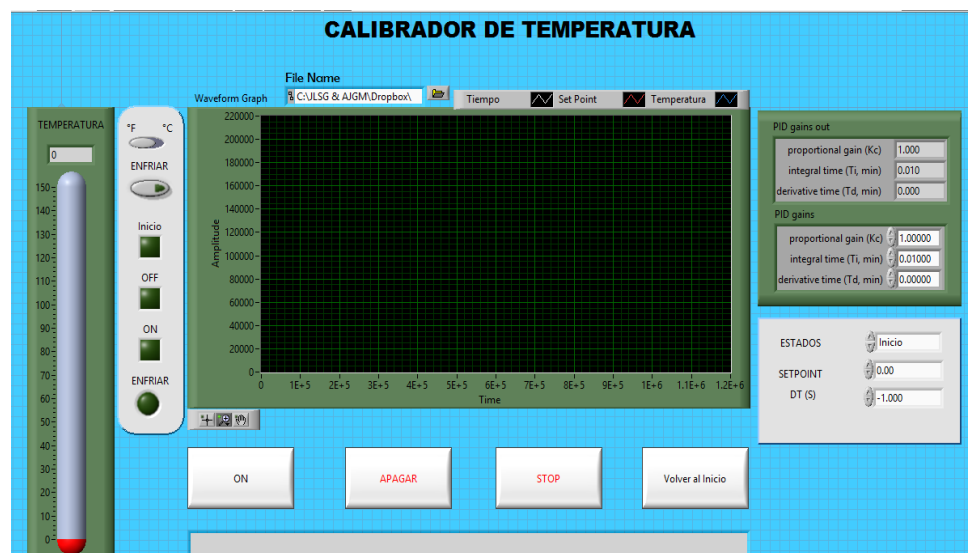 CALIBRADOR DE TEMPERATURA
File Name
Waveform Graph
C:\JLSG & AJGM\Dropbox\
Tiempo
Set Point
Temperatura
TEMPERATURA
0
150
140
130
120
110
100
90
80
70
60
50
40
30
20
10
0
°F °C
ENFRIAR
Inicio
OFF
ON
ENFRIAR
Amplitude
220000
200000
180000
160000
140000
120000
100000
80000
60000
40000
20000
0
0 1E+5 2E+5 3E+5 4E+5 5E+5 6E+5 7E+5 8E+5 9E+5 1E+6 1.1E+6 1.2E+6
Time
PID gains out
proportional gain (Kc) 1.000
integral time (Ti, min) 0.010
derivative time (Td, min) 0.000
PID gains
proportional gain (Kc) 1.00000
integral time (Ti, min) 0.01000
derivative time (Td, min) 0.00000
ESTADOS Inicio
SETPOINT 0.00
DT (S) -1.000
ON
APAGAR
STOP
Volver al Inicio